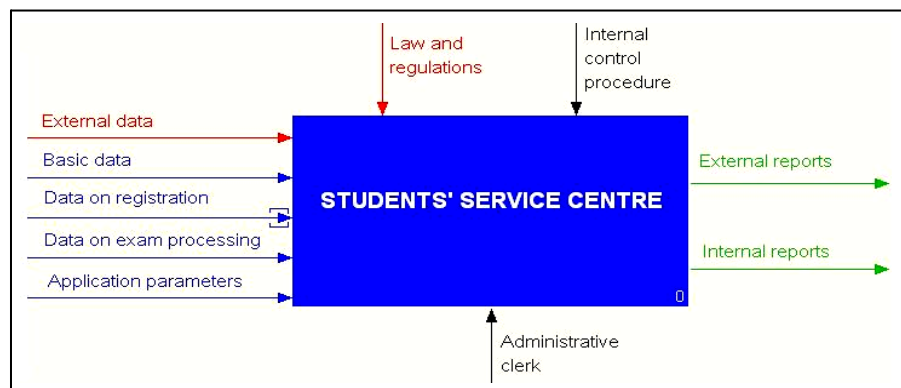 Law and
regulations
Internal
control
procedure
External data
Basic data
Data on registration
Data on exam processing
Application parameters
STUDENTS' SERVICE CENTRE
0
External reports
Internal reports
Administrative
clerk